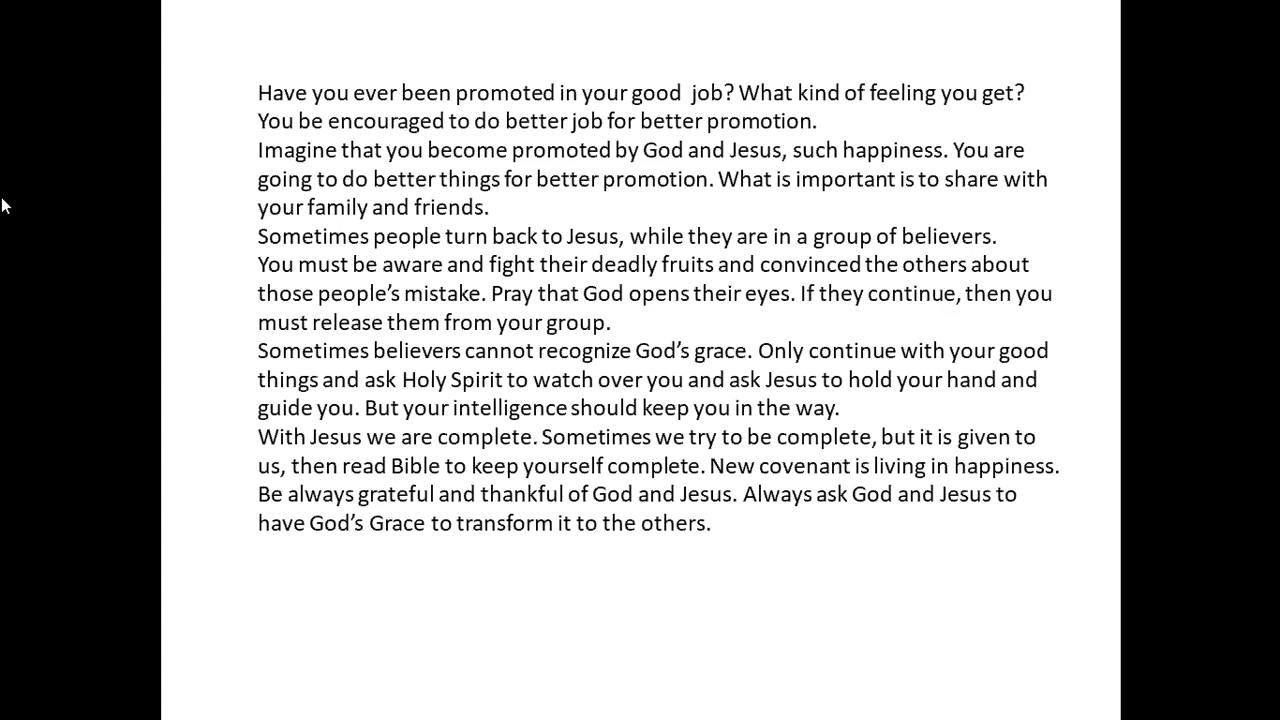 Have you ever been promoted in your good  job? What kind of feeling you get?
You be encouraged to do better job for better promotion.
Imagine that you become promoted by God and Jesus, such happiness. You are
going to do better things for better promotion. What is important is to share with
your family and friends.
Sometimes people turn back to Jesus, while they are in a group of believers.
You must be aware and fight their deadly fruits and convinced the others about
those people’s mistake. Pray that God opens their eyes. If they continue, then you
must release them from your group.
Sometimes believers cannot recognize God’s grace. Only continue with your good
things and ask Holy Spirit to watch over you and ask Jesus to hold your hand and
guide you. But your intelligence should keep you in the way.
With Jesus we are complete. Sometimes we try to be complete, but it is given to
us, then read Bible to keep yourself complete. New covenant is living in happiness.
Be always grateful and thankful of God and Jesus. Always ask God and Jesus to
have God’s Grace to transform it to the others.